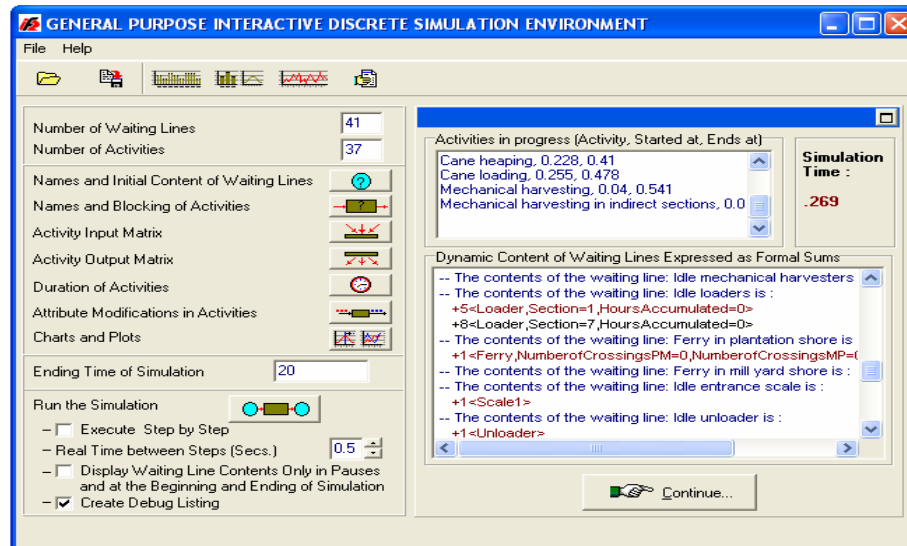 GENERAL PURPOSE INTERACTIVE DISCRETE SIMULATION ENVIRONMENT
File Help
Number of Waiting Lines 41
Number of Activities 37
Names and Initial Content of Waiting Lines ?
Names and Blocking of Activities ?
Activity Input Matrix
Activity Output Matrix
Duration of Activities
Attribute Modifications in Activities
Charts and Plots
Ending Time of Simulation 20
Run the Simulation
– Execute Step by Step
– Real Time between Steps (Secs.) 0.5
– Display Waiting Line Contents Only in Pauses
and at the Beginning and Ending of Simulation
– Create Debug Listing
Activities in progress (Activity, Started at, Ends at)
Cane heaping, 0.228, 0.41
Cane loading, 0.255, 0.478
Mechanical harvesting, 0.04, 0.541
Mechanical harvesting in indirect sections, 0.0
Simulation
Time :
.269
Dynamic Content of Waiting Lines Expressed as Formal Sums
-- The contents of the waiting line: Idle mechanical harvesters
-- The contents of the waiting line: Idle loaders is :
+5<Loader,Section=1,HoursAccumulated=0>
+8<Loader,Section=7,HoursAccumulated=0>
-- The contents of the waiting line: Ferry in plantation shore is
+1<Ferry,NumberofCrossingsPM=0,NumberofCrossingsMP=0
-- The contents of the waiting line: Ferry in mill yard shore is :
-- The contents of the waiting line: Idle entrance scale is :
+1<Scale1>
-- The contents of the waiting line: Idle unloader is :
+1<Unloader>
Continue...